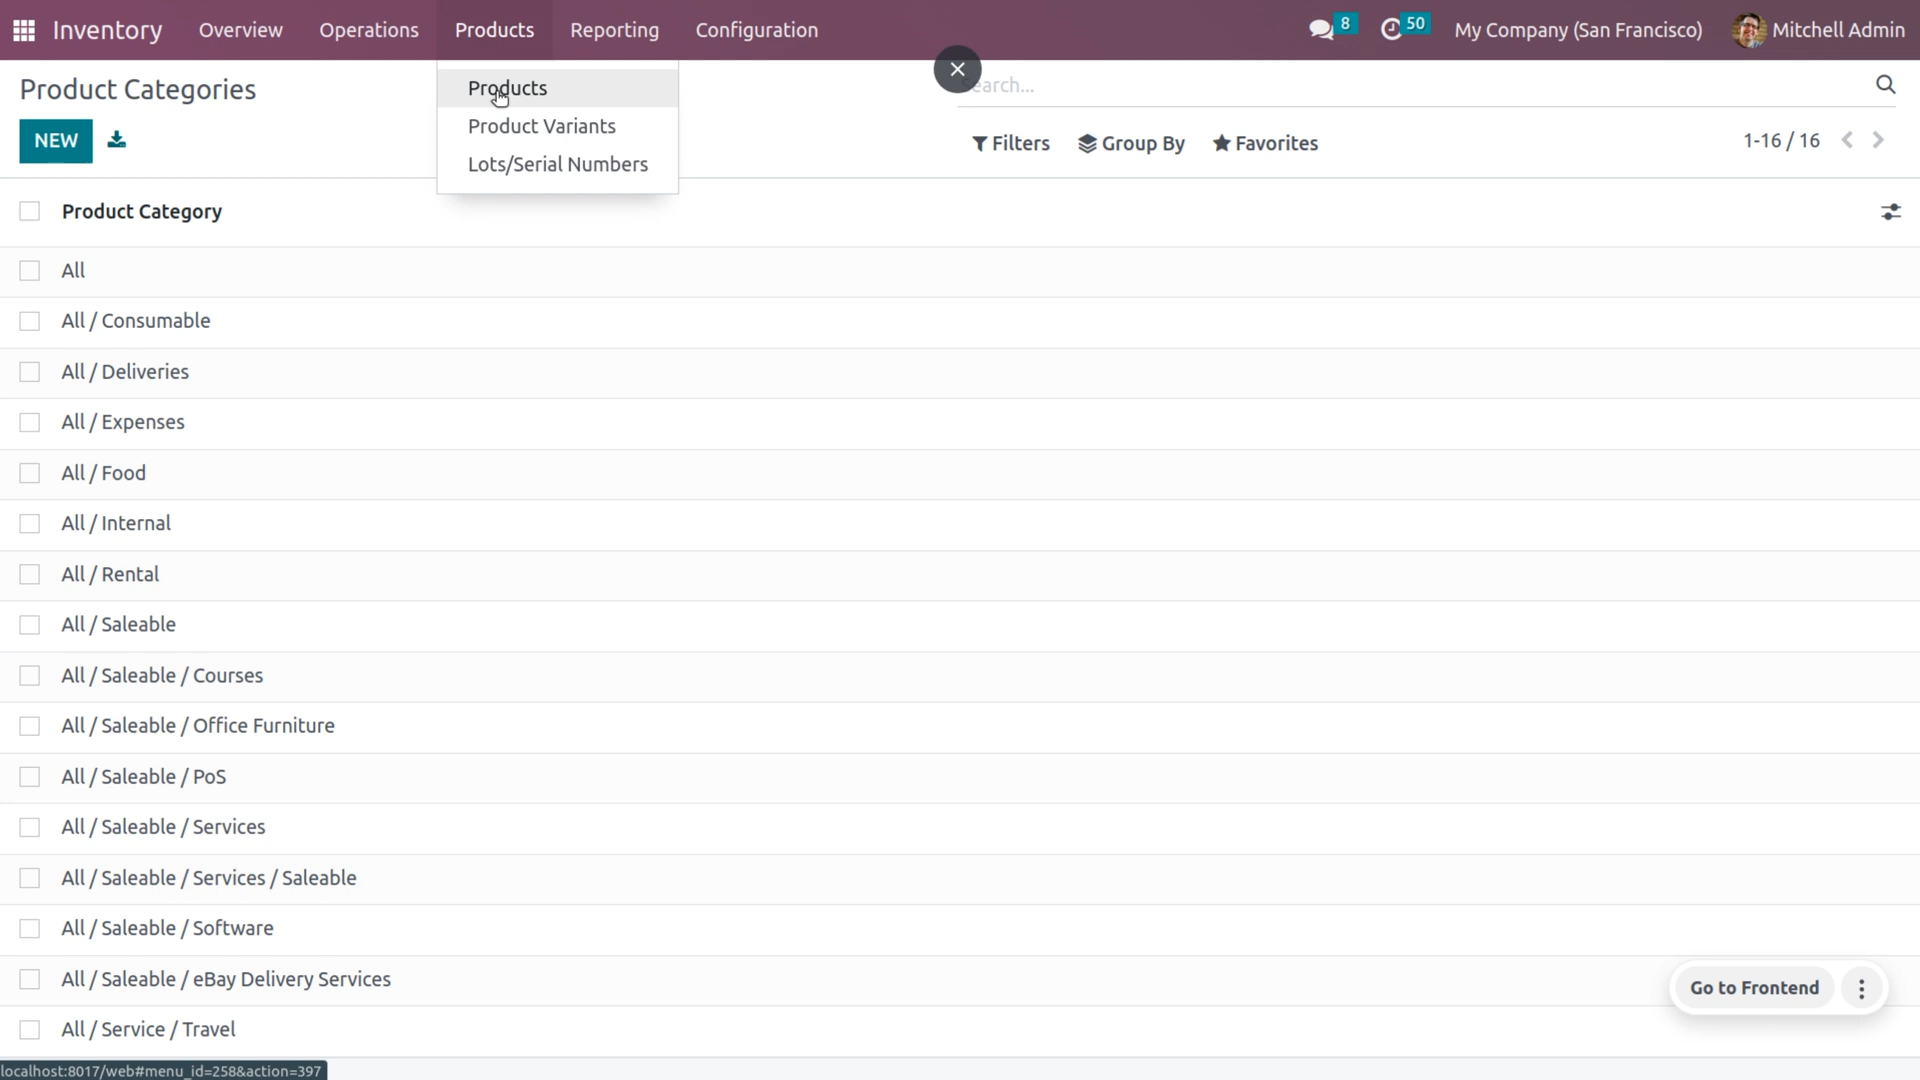 Inventory Overview Operations Products Reporting Configuration 8 50 My Company (San Francisco) Mitchell Admin
Product Categories
Products
Product Variants
Lots/Serial Numbers
NEW
Filters Group By Favorites 1-16 / 16
Product Category
All
All / Consumable
All / Deliveries
All / Expenses
All / Food
All / Internal
All / Rental
All / Saleable
All / Saleable / Courses
All / Saleable / Office Furniture
All / Saleable / PoS
All / Saleable / Services
All / Saleable / Services / Saleable
All / Saleable / Software
All / Saleable / eBay Delivery Services
Go to Frontend
All / Service / Travel
localhost:8017/web#menu_id=258&action=397